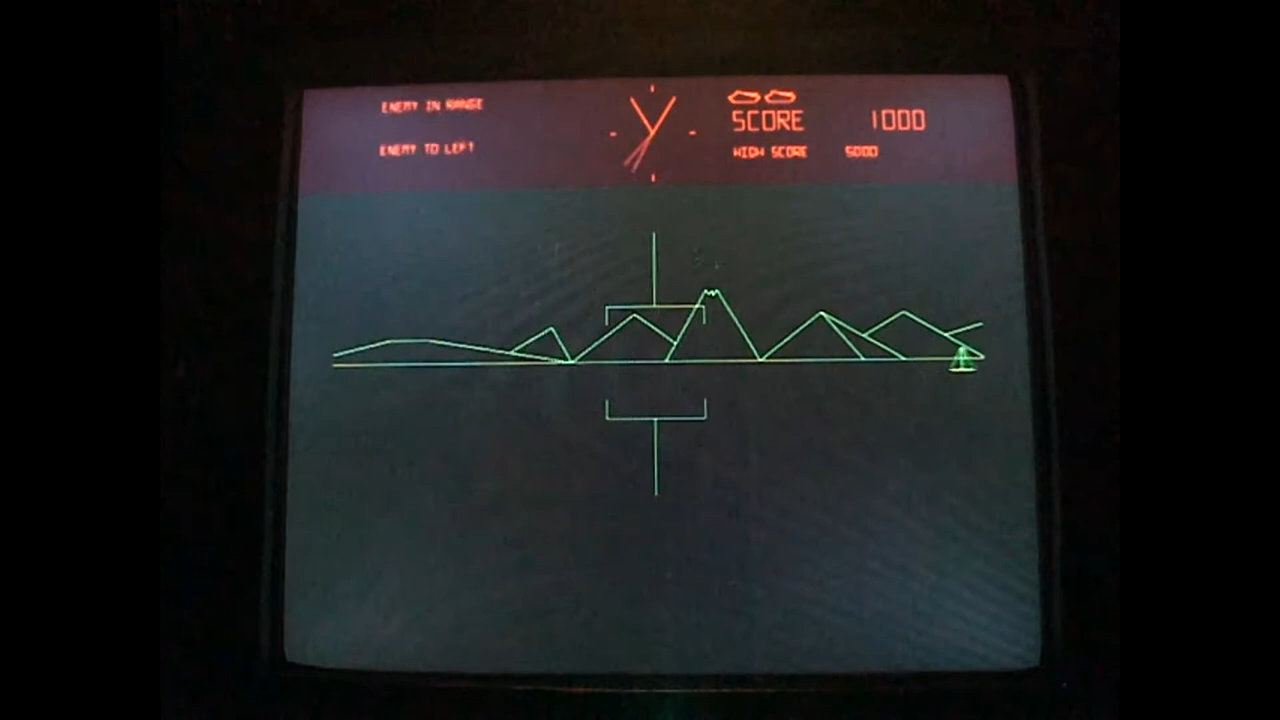 ENEMY IN RANGE
ENEMY TO LEFT
SCORE 1000
HIGH SCORE 5000